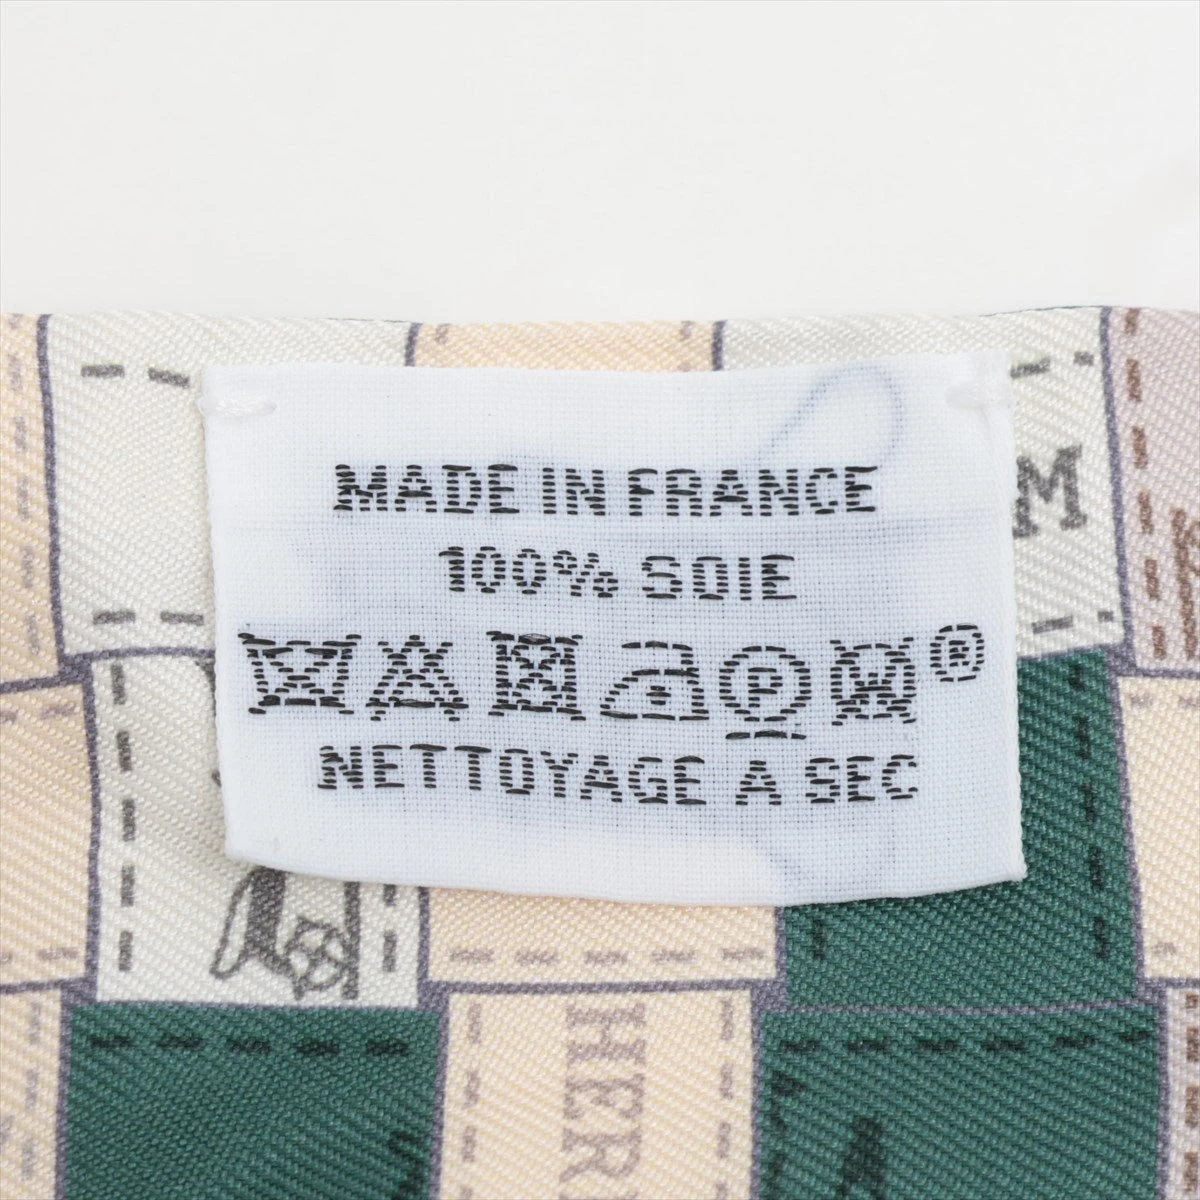 MADE IN FRANCE
100% SOIE
P W ®
NETTOYAGE A SEC
M
HER